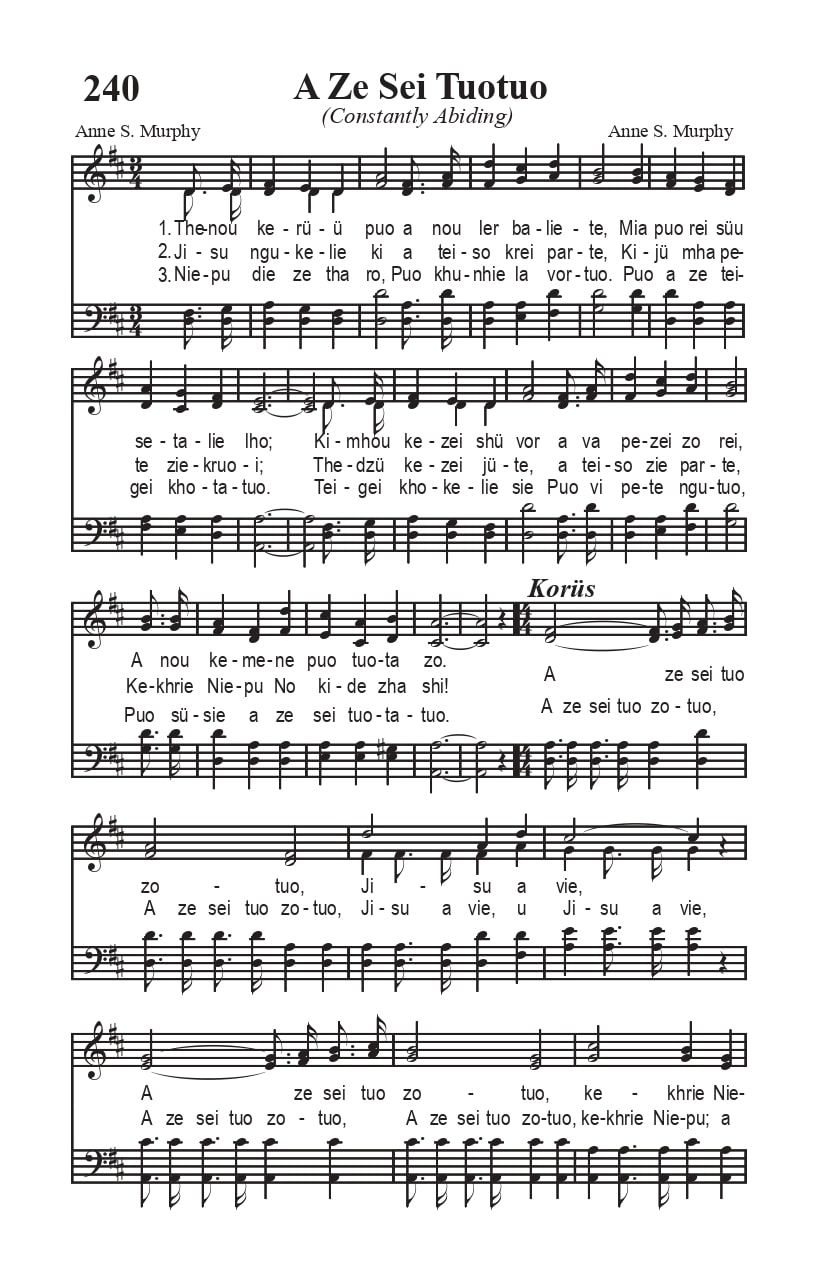 240
A Ze Sei Tuotuo
(Constantly Abiding)
Anne S. Murphy Anne S. Murphy
3
4
1. The-nou ke - rü - ü puo a nou ler ba - lie - te, Mia puo rei süu
2. Ji - su ngu - ke - lie ki a tei - so krei par - te, Ki - jü mha pe-
3. Niepu die ze tha ro, Puo khu-nhie la vor-tuo. Puo a ze tei-
se - ta - lie lho; Ki - mhou ke - zei shü vor a va pe-zei zo rei,
te zie - kruo - i; The - dzü ke - zei jü - te, a tei - so zie par - te,
gei kho - ta - tuo. Tei - gei kho - ke - lie sie Puo vi pe - te ngu-tuo,
Korüs
4
4
A nou ke - me - ne puo tuo - ta zo.
Ke - khrie Nie - pu No ki - de zha shi!
Puo sü - sie a ze sei tuo - ta - tuo.
A ze sei tuo
A ze sei tuo zo - tuo,
zo - tuo, Ji - su a vie,
A ze sei tuo zo - tuo, Ji - su a vie, u Ji - su a vie,
A ze sei tuo zo - tuo, ke - khrie Nie-
A ze sei tuo zo - tuo, A ze sei tuo zo-tuo, ke-khrie Nie-pu; a